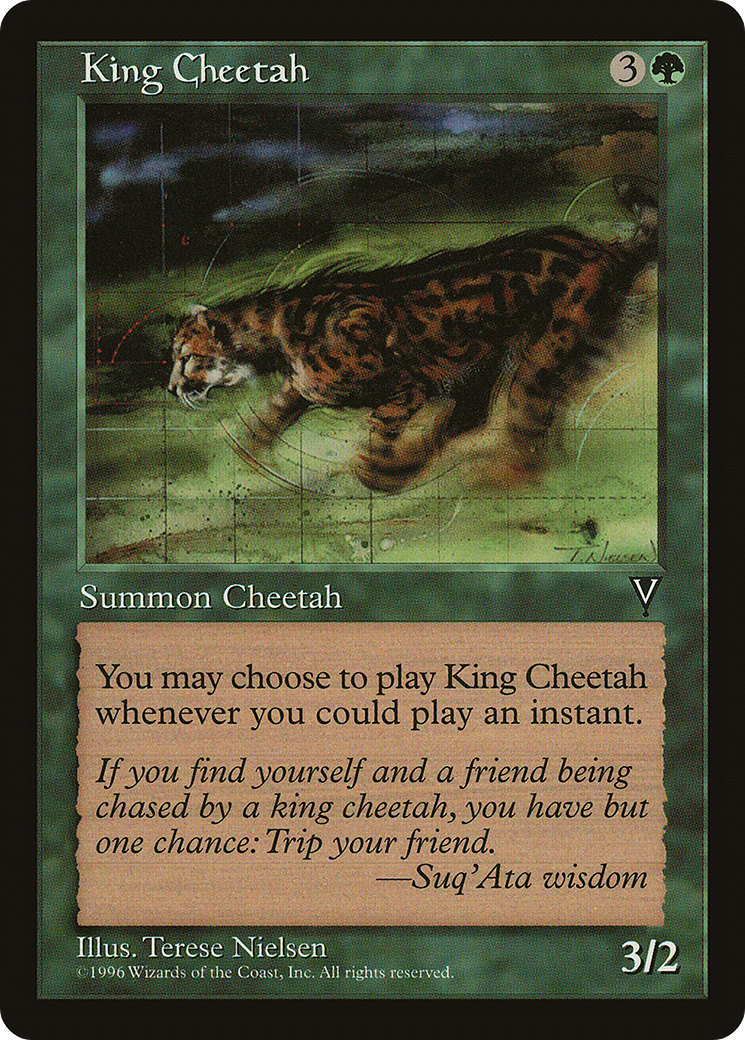 King Cheetah 3
T. NIELSEN
Summon Cheetah V
You may choose to play King Cheetah
whenever you could play an instant.
If you find yourself and a friend being
chased by a king cheetah, you have but
one chance: Trip your friend.
—Suq'Ata wisdom
Illus. Terese Nielsen
©1996 Wizards of the Coast, Inc. All rights reserved.
3/2